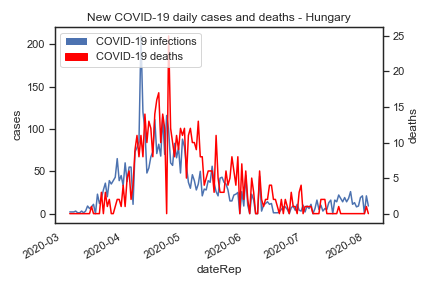 New COVID-19 daily cases and deaths - Hungary
COVID-19 infections
COVID-19 deaths
200
150
100
50
0
cases
25
20
15
10
5
0
deaths
2020-03
2020-04
2020-05
2020-06
2020-07
2020-08
dateRep